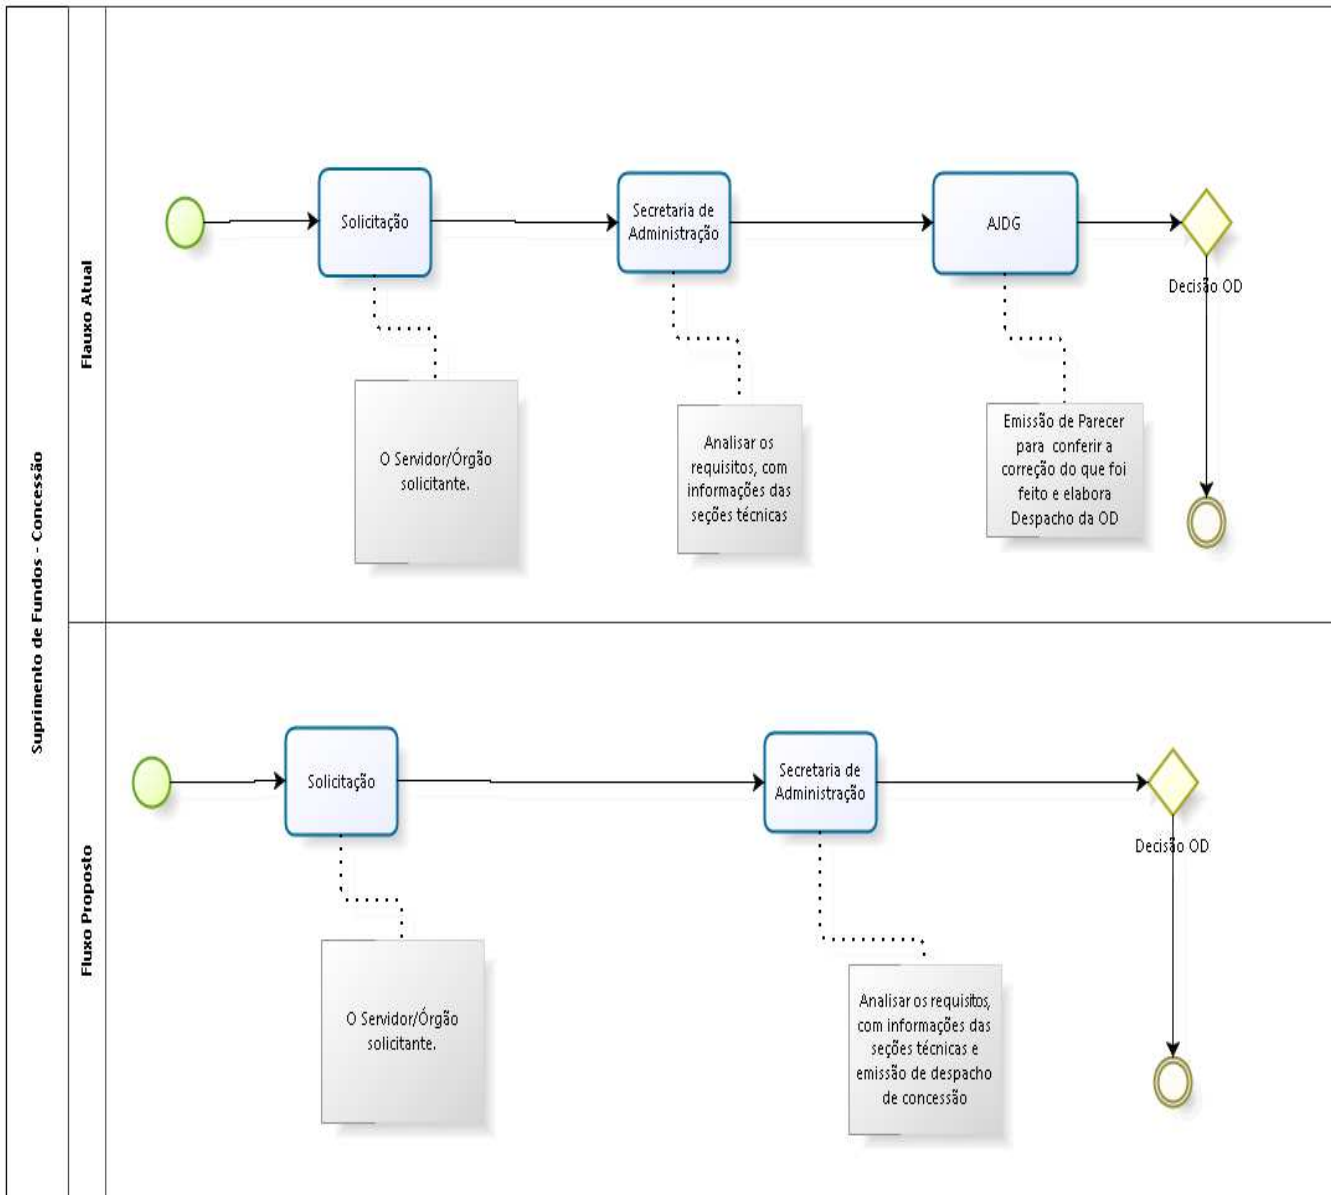 Suprimento de Fundos - Concessão
Flauxo Atual
Solicitação
Secretaria de
Administração
AJDG
Decisão OD
O Servidor/Órgão
solicitante.
Analisar os
requisitos, com
informações das
seções técnicas
Emissão de Parecer
para conferir a
correção do que foi
feito e elabora
Despacho da OD
Fluxo Proposto
Solicitação
Secretaria de
Administração
Decisão OD
O Servidor/Órgão
solicitante.
Analisar os requisitos,
com informações das
seções técnicas e
emissão de despacho
de concessão